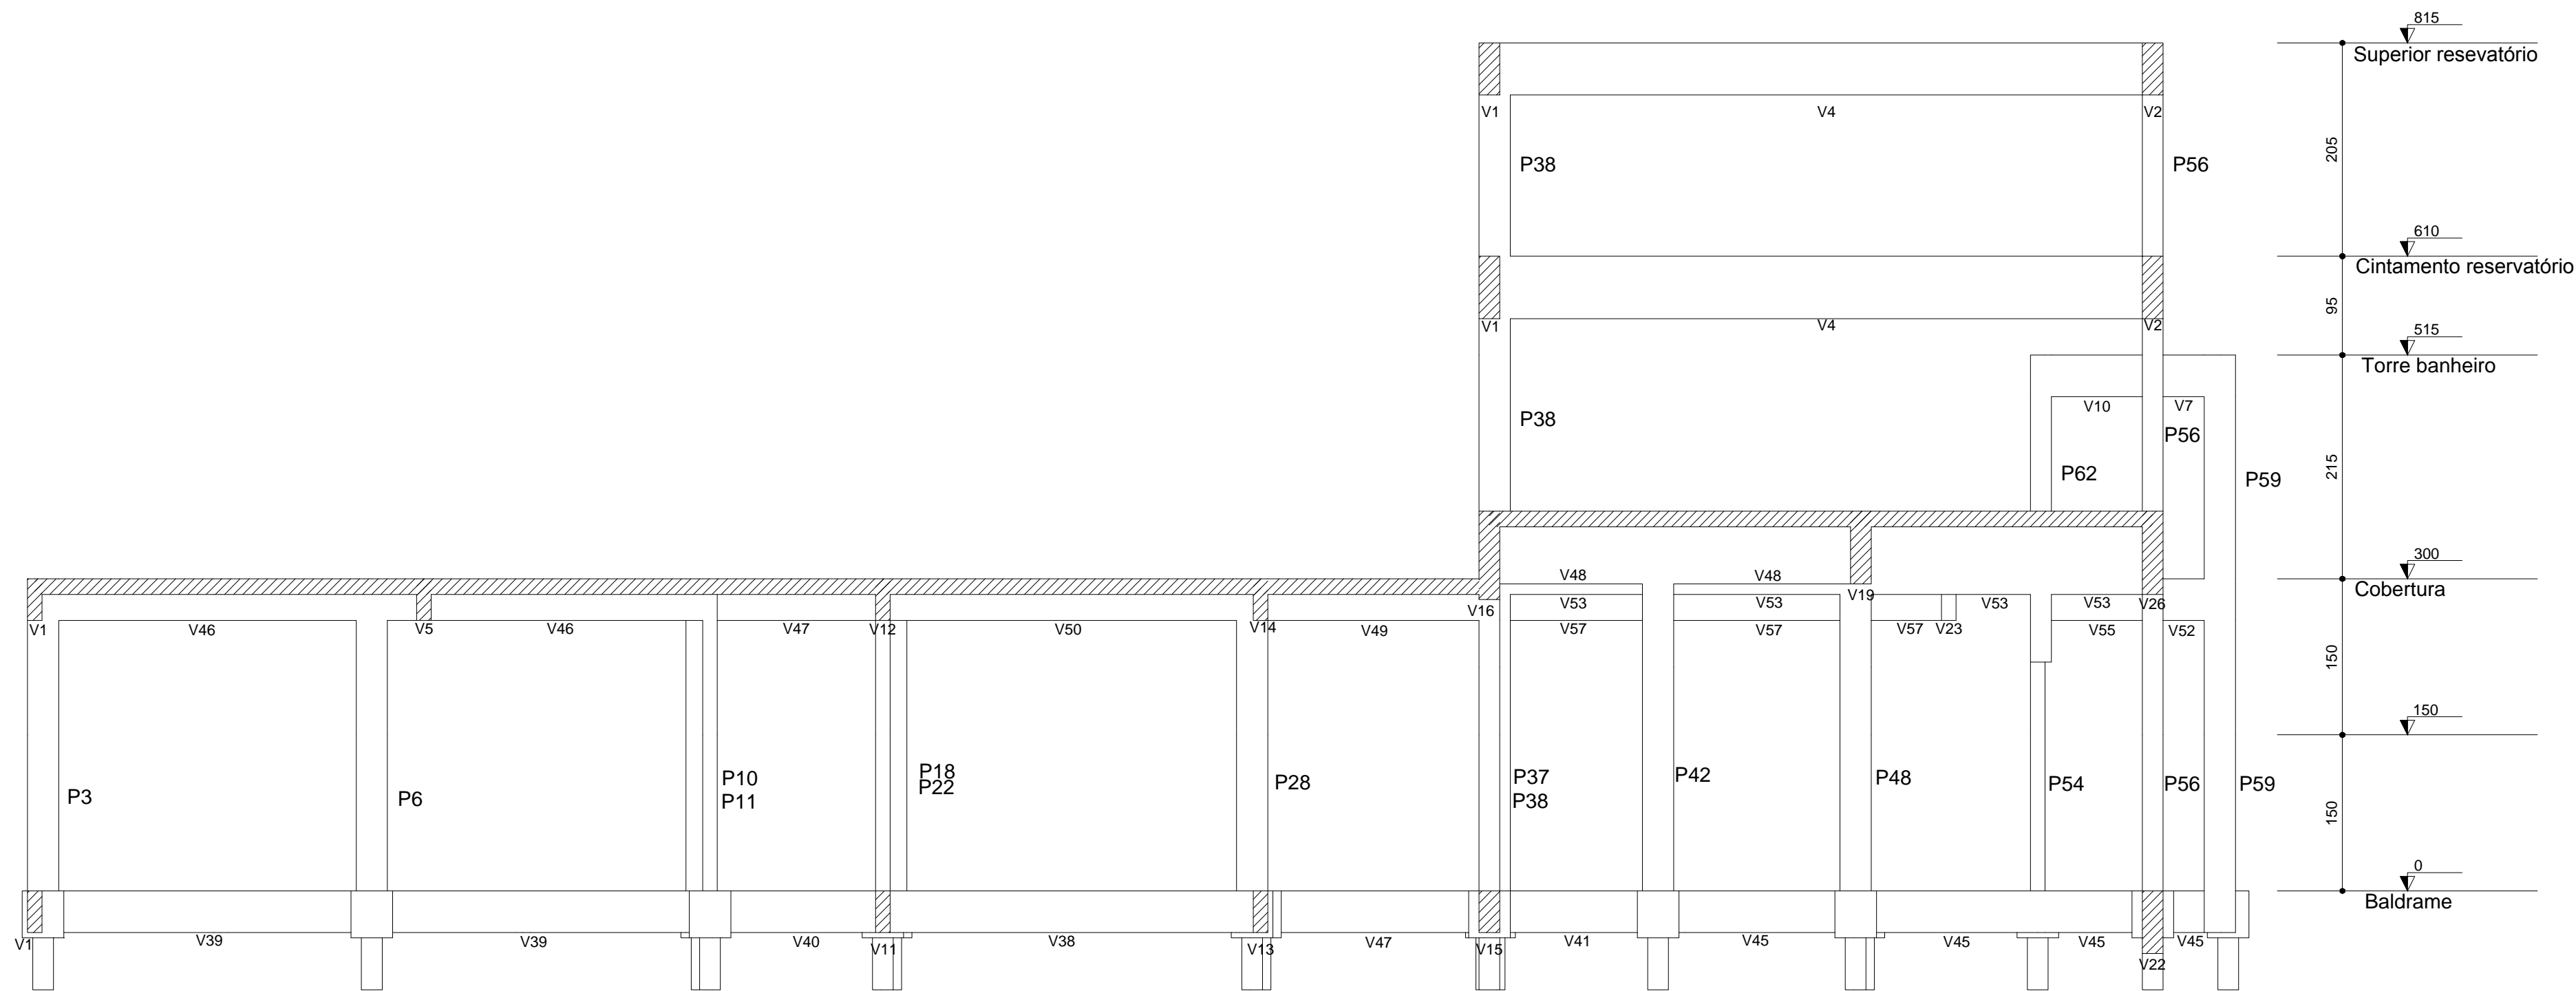 815
Superior resevatório
V1
V4
V2
P38
P56
205
610
Cintamento reservatório
V1
V4
V2
95
515
Torre banheiro
V10
V7
P38
P56
P62
P59
215
300
Cobertura
V48
V48
V19
V16
V53
V53
V53
V53
V26
V1
V46
V5
V46
V47
V12
V50
V14
V49
V57
V57
V57
V23
V55
V52
150
150
P3
P6
P10
P11
P18
P22
P28
P37
P38
P42
P48
P54
P56
P59
150
0
Baldrame
V1
V39
V39
V40
V11
V38
V13
V47
V15
V41
V45
V45
V45
V45
V22